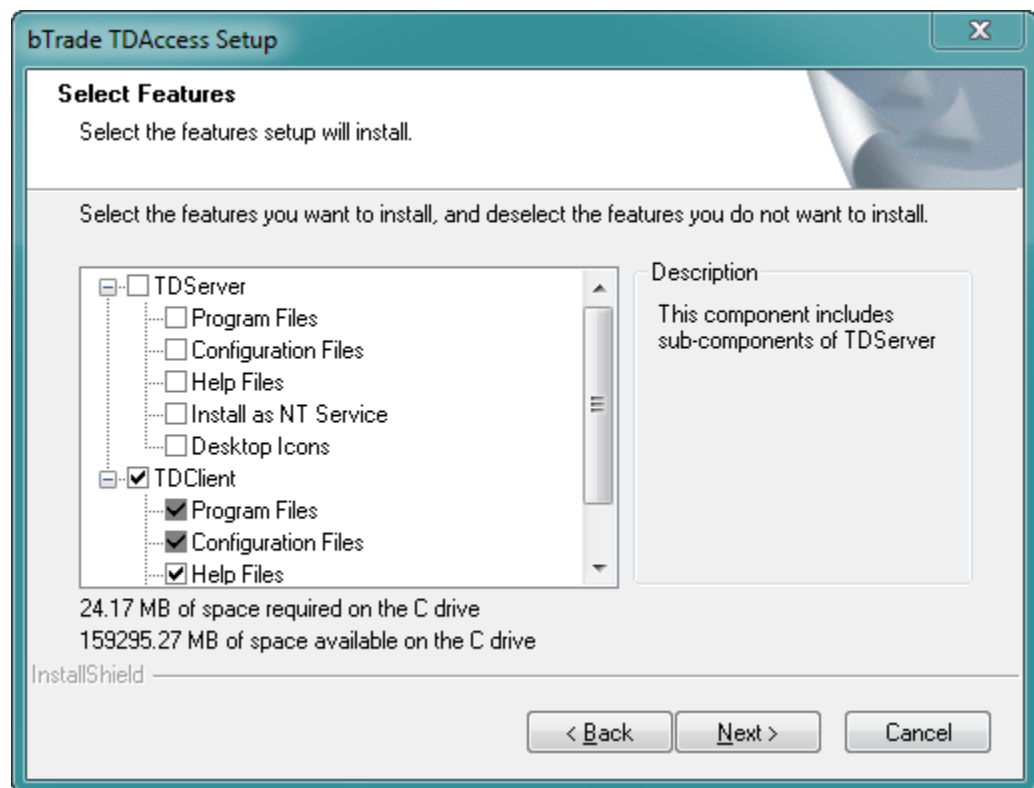 bTrade TDAccess Setup
Select Features
Select the features setup will install.
Select the features you want to install, and deselect the features you do not want to install.
TDServer
Program Files
Configuration Files
Help Files
Install as NT Service
Desktop Icons
TDClient
Program Files
Configuration Files
Help Files
Description
This component includes
sub-components of TDServer
24.17 MB of space required on the C drive
159295.27 MB of space available on the C drive
InstallShield
< Back
Next >
Cancel